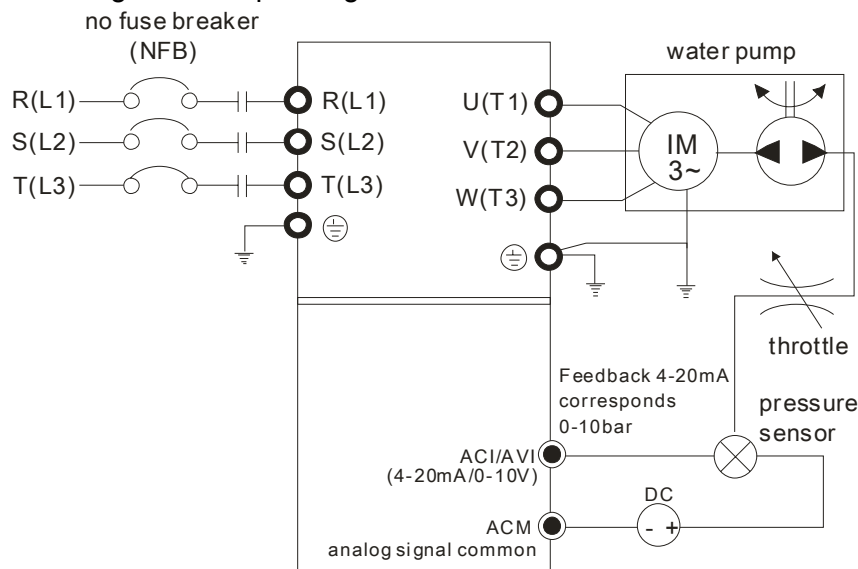 no fuse breaker
(NFB)
water pump
R(L1)
R(L1)
U(T1)
S(L2)
S(L2)
V(T2)
IM
3~
T(L3)
T(L3)
W(T3)
throttle
Feedback 4-20mA
corresponds
0-10bar
pressure
sensor
ACI/AVI
(4-20mA/0-10V)
DC
- +
ACM
analog signal common